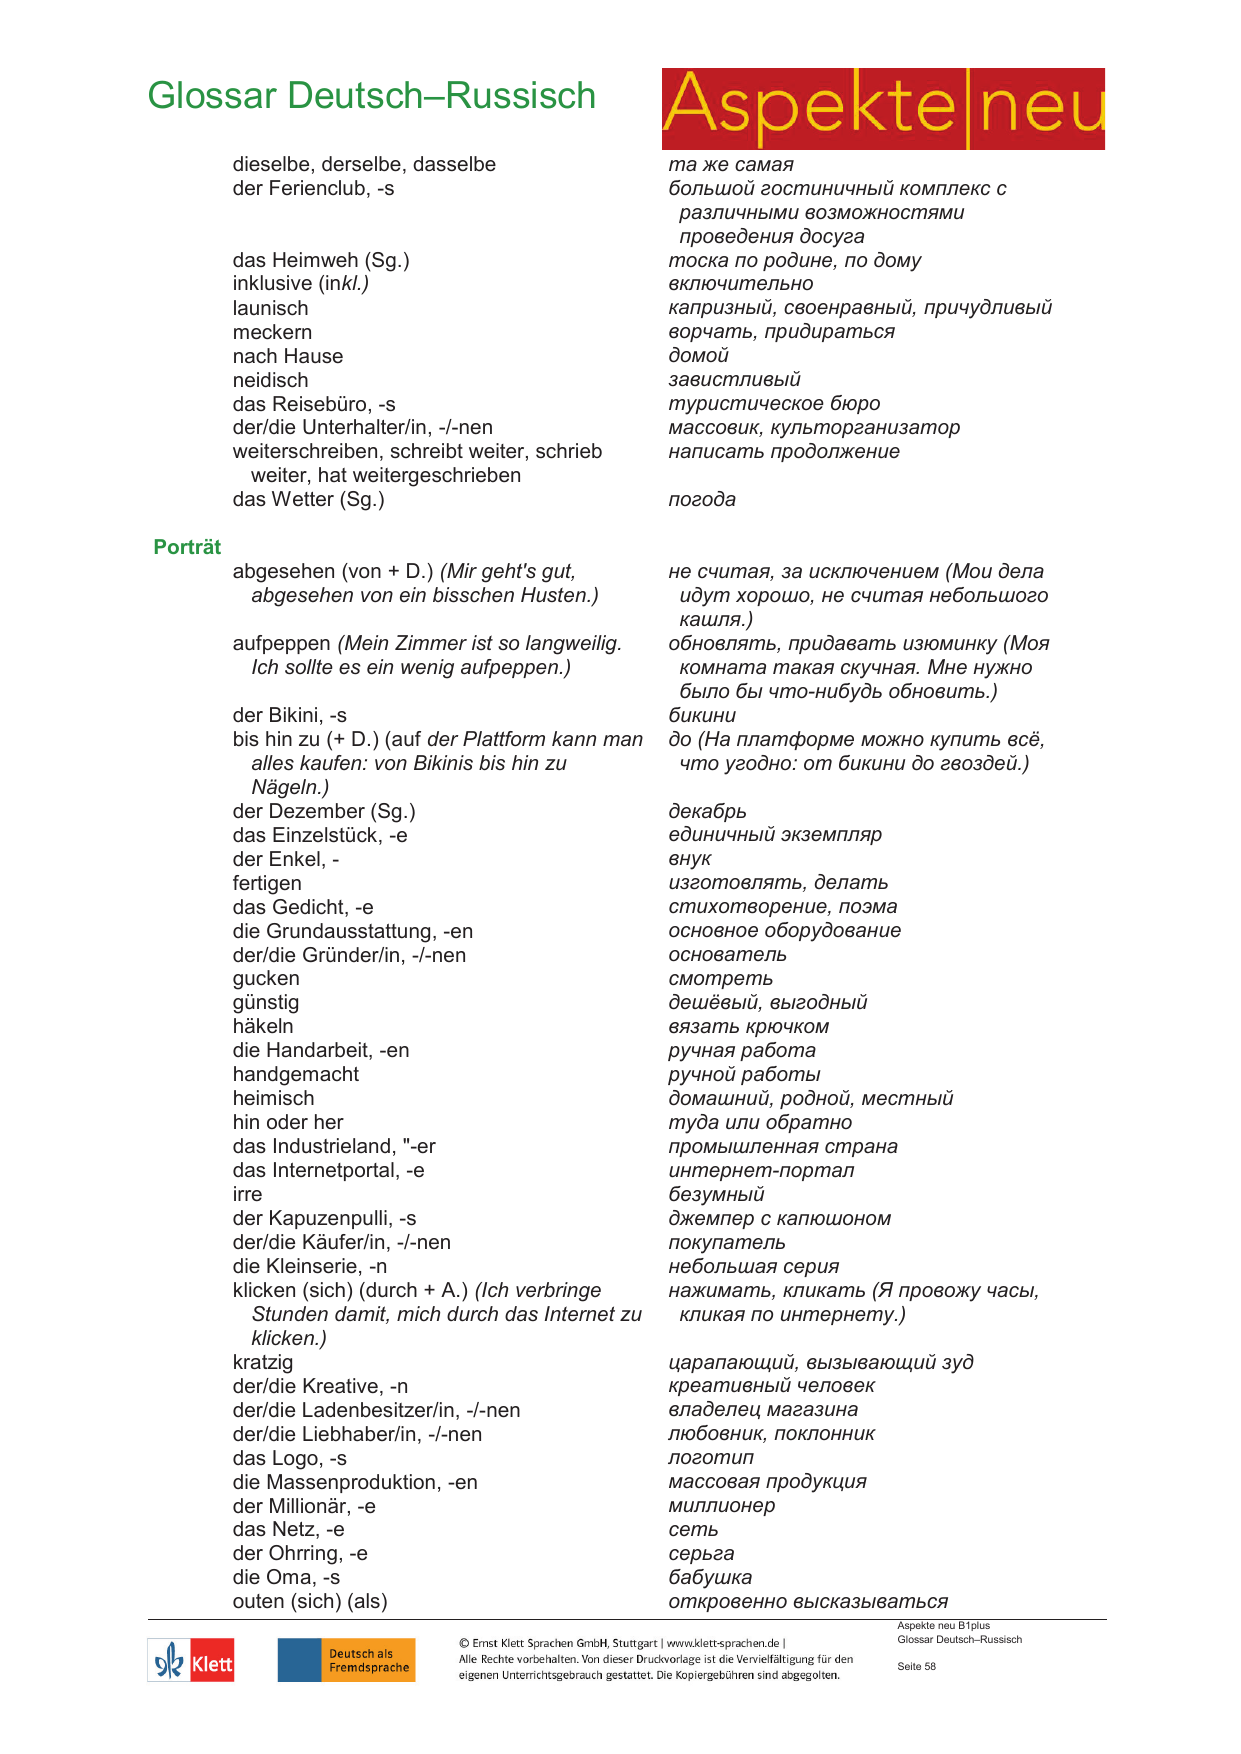 Glossar Deutsch–Russisch
Aspekte|neu
dieselbe, derselbe, dasselbe та же самая
der Ferienclub, -s большой гостиничный комплекс с
различными возможностями
проведения досуга
das Heimweh (Sg.) тоска по родине, по дому
inklusive (inkl.) включительно
launisch капризный, своенравный, причудливый
meckern ворчать, придираться
nach Hause домой
neidisch завистливый
das Reisebüro, -s туристическое бюро
der/die Unterhalter/in, -/-nen массовик, культорганизатор
weiterschreiben, schreibt weiter, schrieb написать продолжение
weiter, hat weitergeschrieben
das Wetter (Sg.) погода
Porträt
abgesehen (von + D.) (Mir geht's gut, не считая, за исключением (Мои дела
abgesehen von ein bisschen Husten.) идут хорошо, не считая небольшого
кашля.)
aufpeppen (Mein Zimmer ist so langweilig. обновлять, придавать изюминку (Моя
Ich sollte es ein wenig aufpeppen.) комната такая скучная. Мне нужно
было бы что-нибудь обновить.)
der Bikini, -s бикини
bis hin zu (+ D.) (auf der Plattform kann man до (На платформе можно купить всё,
alles kaufen: von Bikinis bis hin zu что угодно: от бикини до гвоздей.)
Nägeln.)
der Dezember (Sg.) декабрь
das Einzelstück, -e единичный экземпляр
der Enkel, - внук
fertigen изготовлять, делать
das Gedicht, -e стихотворение, поэма
die Grundausstattung, -en основное оборудование
der/die Gründer/in, -/-nen основатель
gucken смотреть
günstig дешёвый, выгодный
häkeln вязать крючком
die Handarbeit, -en ручная работа
handgemacht ручной работы
heimisch домашний, родной, местный
hin oder her туда или обратно
das Industrieland, "-er промышленная страна
das Internetportal, -e интернет-портал
irre безумный
der Kapuzenpulli, -s джемпер с капюшоном
der/die Käufer/in, -/-nen покупатель
die Kleinserie, -n небольшая серия
klicken (sich) (durch + A.) (Ich verbringe нажимать, кликать (Я провожу часы,
Stunden damit, mich durch das Internet zu кликая по интернету.)
klicken.)
kratzig царапающий, вызывающий зуд
der/die Kreative, -n креативный человек
der/die Ladenbesitzer/in, -/-nen владелец магазина
der/die Liebhaber/in, -/-nen любовник, поклонник
das Logo, -s логотип
die Massenproduktion, -en массовая продукция
der Millionär, -e миллионер
das Netz, -e сеть
der Ohrring, -e серьга
die Oma, -s бабушка
outen (sich) (als) откровенно высказываться
Klett
Deutsch als
Fremdsprache
© Ernst Klett Sprachen GmbH, Stuttgart | www.klett-sprachen.de |
Alle Rechte vorbehalten. Von dieser Druckvorlage ist die Vervielfältigung für den
eigenen Unterrichtsgebrauch gestattet. Die Kopiergebühren sind abgegolten.
Aspekte neu B1plus
Glossar Deutsch–Russisch
Seite 58